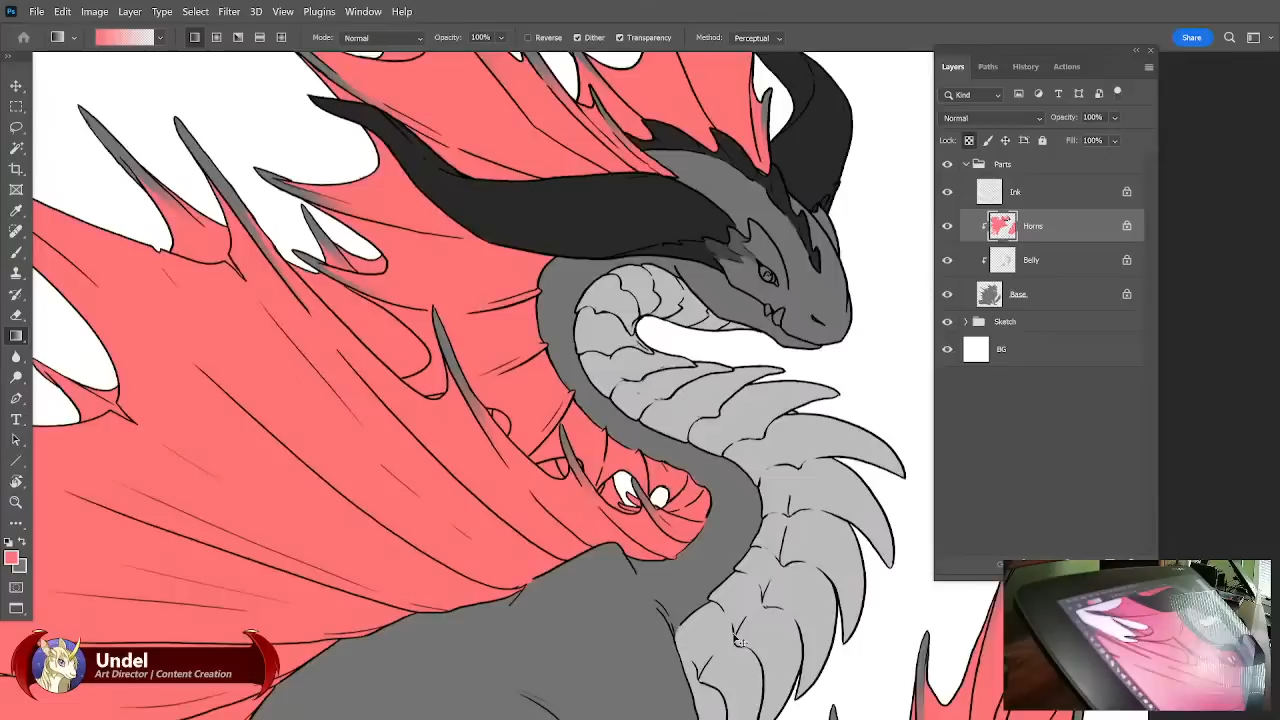 Ps File Edit Image Layer Type Select Filter 3D View Plugins Window Help
Mode: Normal Opacity: 100% Reverse Dither Transparency Method: Perceptual Share
Layers Paths History Actions
Kind
Normal Opacity: 100%
Lock: Fill: 100%
Parts
Ink
Horns
Belly
Base
Sketch
BG
Undel
Art Director | Content Creation